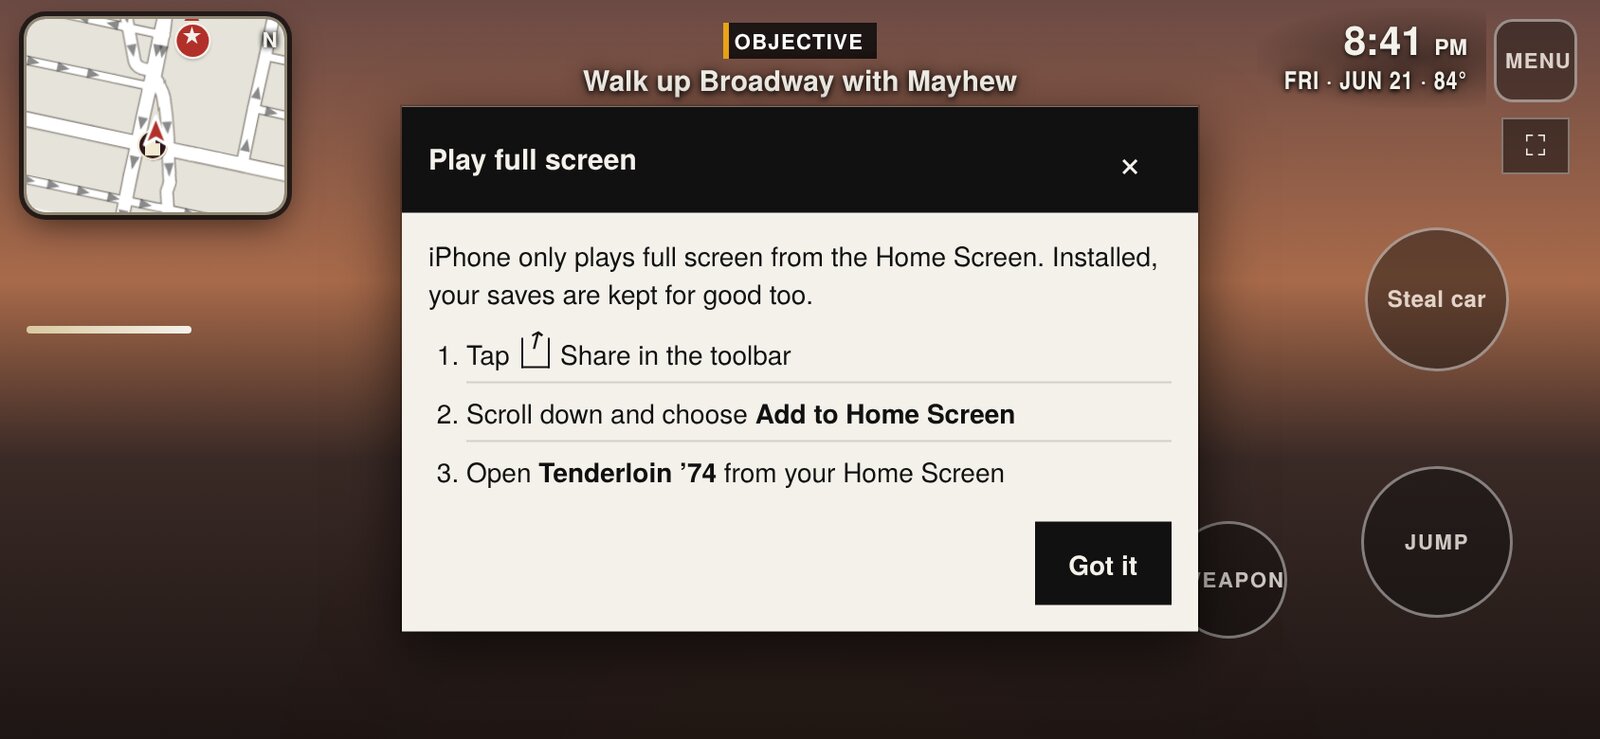 N
OBJECTIVE
Walk up Broadway with Mayhew
8:41 PM
FRI · JUN 21 · 84°
MENU
Play full screen
×
iPhone only plays full screen from the Home Screen. Installed,
your saves are kept for good too.
1. Tap Share in the toolbar
2. Scroll down and choose Add to Home Screen
3. Open Tenderloin ’74 from your Home Screen
Got it
Steal car
JUMP